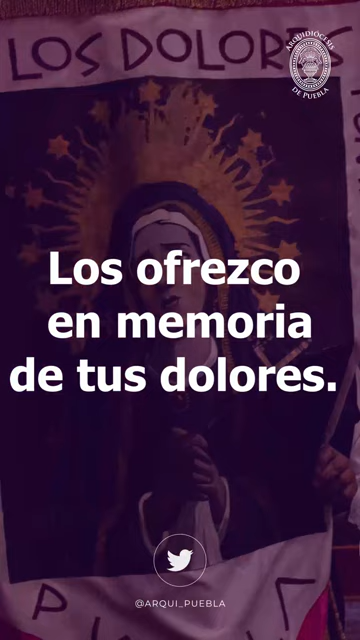 LOS DOLORES
ARQUIDIÓCESIS
DE PUEBLA
Los ofrezco
en memoria
de tus dolores.
@ARQUI_PUEBLA